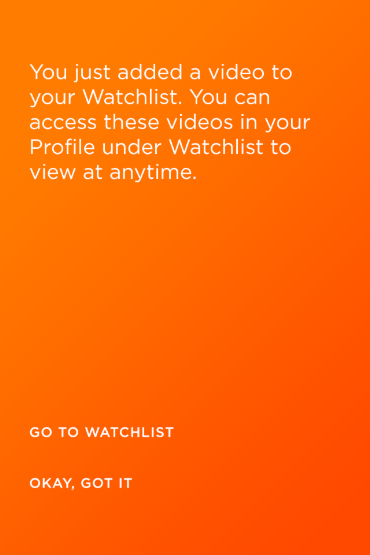 You just added a video to
your Watchlist. You can
access these videos in your
Profile under Watchlist to
view at anytime.
GO TO WATCHLIST
OKAY, GOT IT